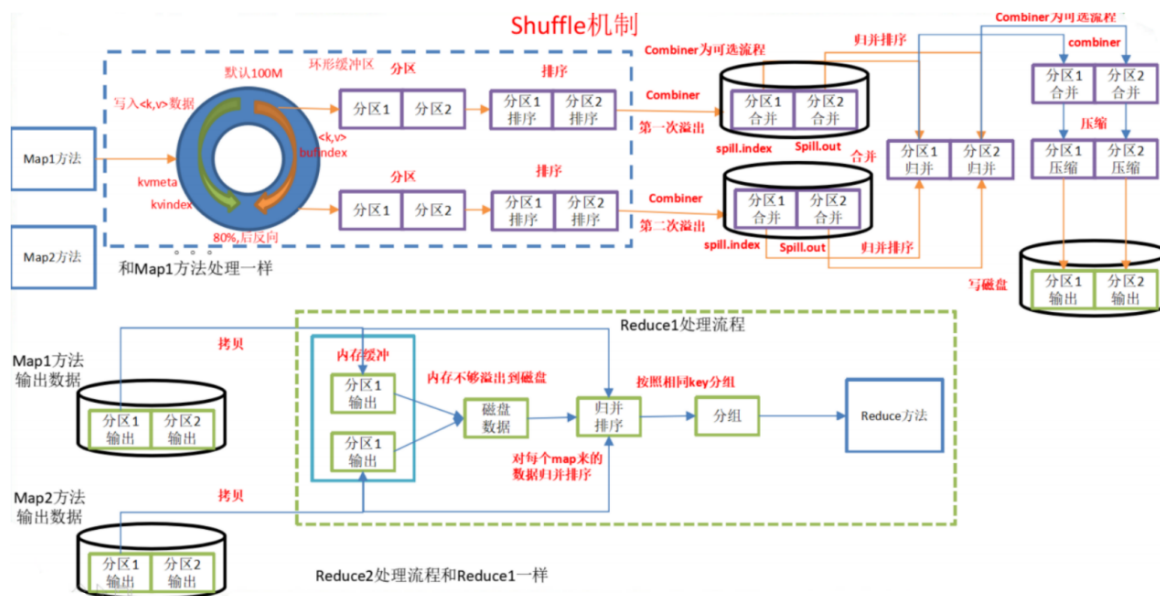 Shuffle机制
默认100M
环形缓冲区
写入<k,v>数据
Map1方法
<k,v>
bufindex
kvmeta
kvindex
80%,后反向
分区
分区1
分区2
排序
分区1
排序
分区2
排序
Combiner
第一次溢出
Combiner为可选流程
分区1
合并
分区2
合并
spill.index
Spill.out
分区
分区1
分区2
排序
分区1
排序
分区2
排序
Combiner
第二次溢出
分区1
合并
分区2
合并
spill.index
Spill.out
归并排序
归并排序
合并
分区1
归并
分区2
归并
Combiner为可选流程
combiner
分区1
合并
分区2
合并
压缩
分区1
压缩
分区2
压缩
写磁盘
分区1
输出
分区2
输出
Map2方法
和Map1方法处理一样
Reduce1处理流程
Map1方法
输出数据
拷贝
分区1
输出
分区2
输出
内存缓冲
分区1
输出
分区1
输出
内存不够溢出到磁盘
磁盘
数据
归并
排序
对每个map来的
数据归并排序
按照相同key分组
分组
Reduce方法
Map2方法
输出数据
拷贝
分区1
输出
分区2
输出
Reduce2处理流程和Reduce1一样